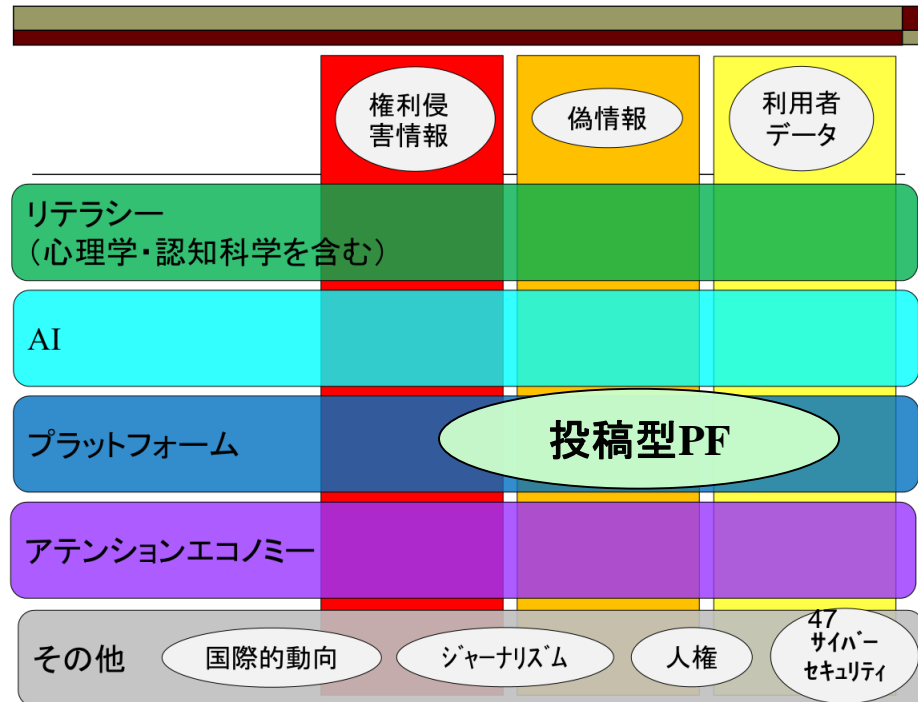 権利侵
害情報
偽情報
利用者
データ
リテラシー
（心理学・認知科学を含む）
AI
プラットフォーム
投稿型PF
アテンションエコノミー
その他
国際的動向
ｼﾞｬｰﾅﾘｽﾞﾑ
人権
47
ｻｲﾊﾞｰ
ｾｷｭﾘﾃｨ